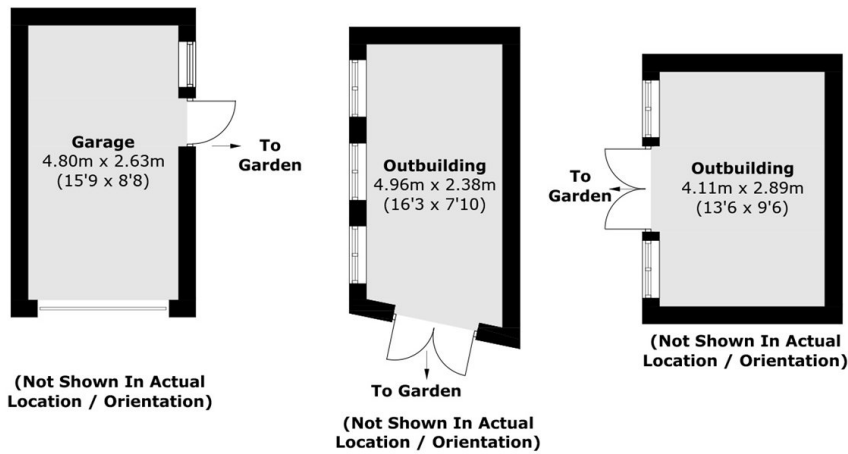 Garage
4.80m x 2.63m
(15'9 x 8'8)
To
Garden
(Not Shown In Actual
Location / Orientation)
Outbuilding
4.96m x 2.38m
(16'3 x 7'10)
To Garden
(Not Shown In Actual
Location / Orientation)
To
Garden
Outbuilding
4.11m x 2.89m
(13'6 x 9'6)
(Not Shown In Actual
Location / Orientation)